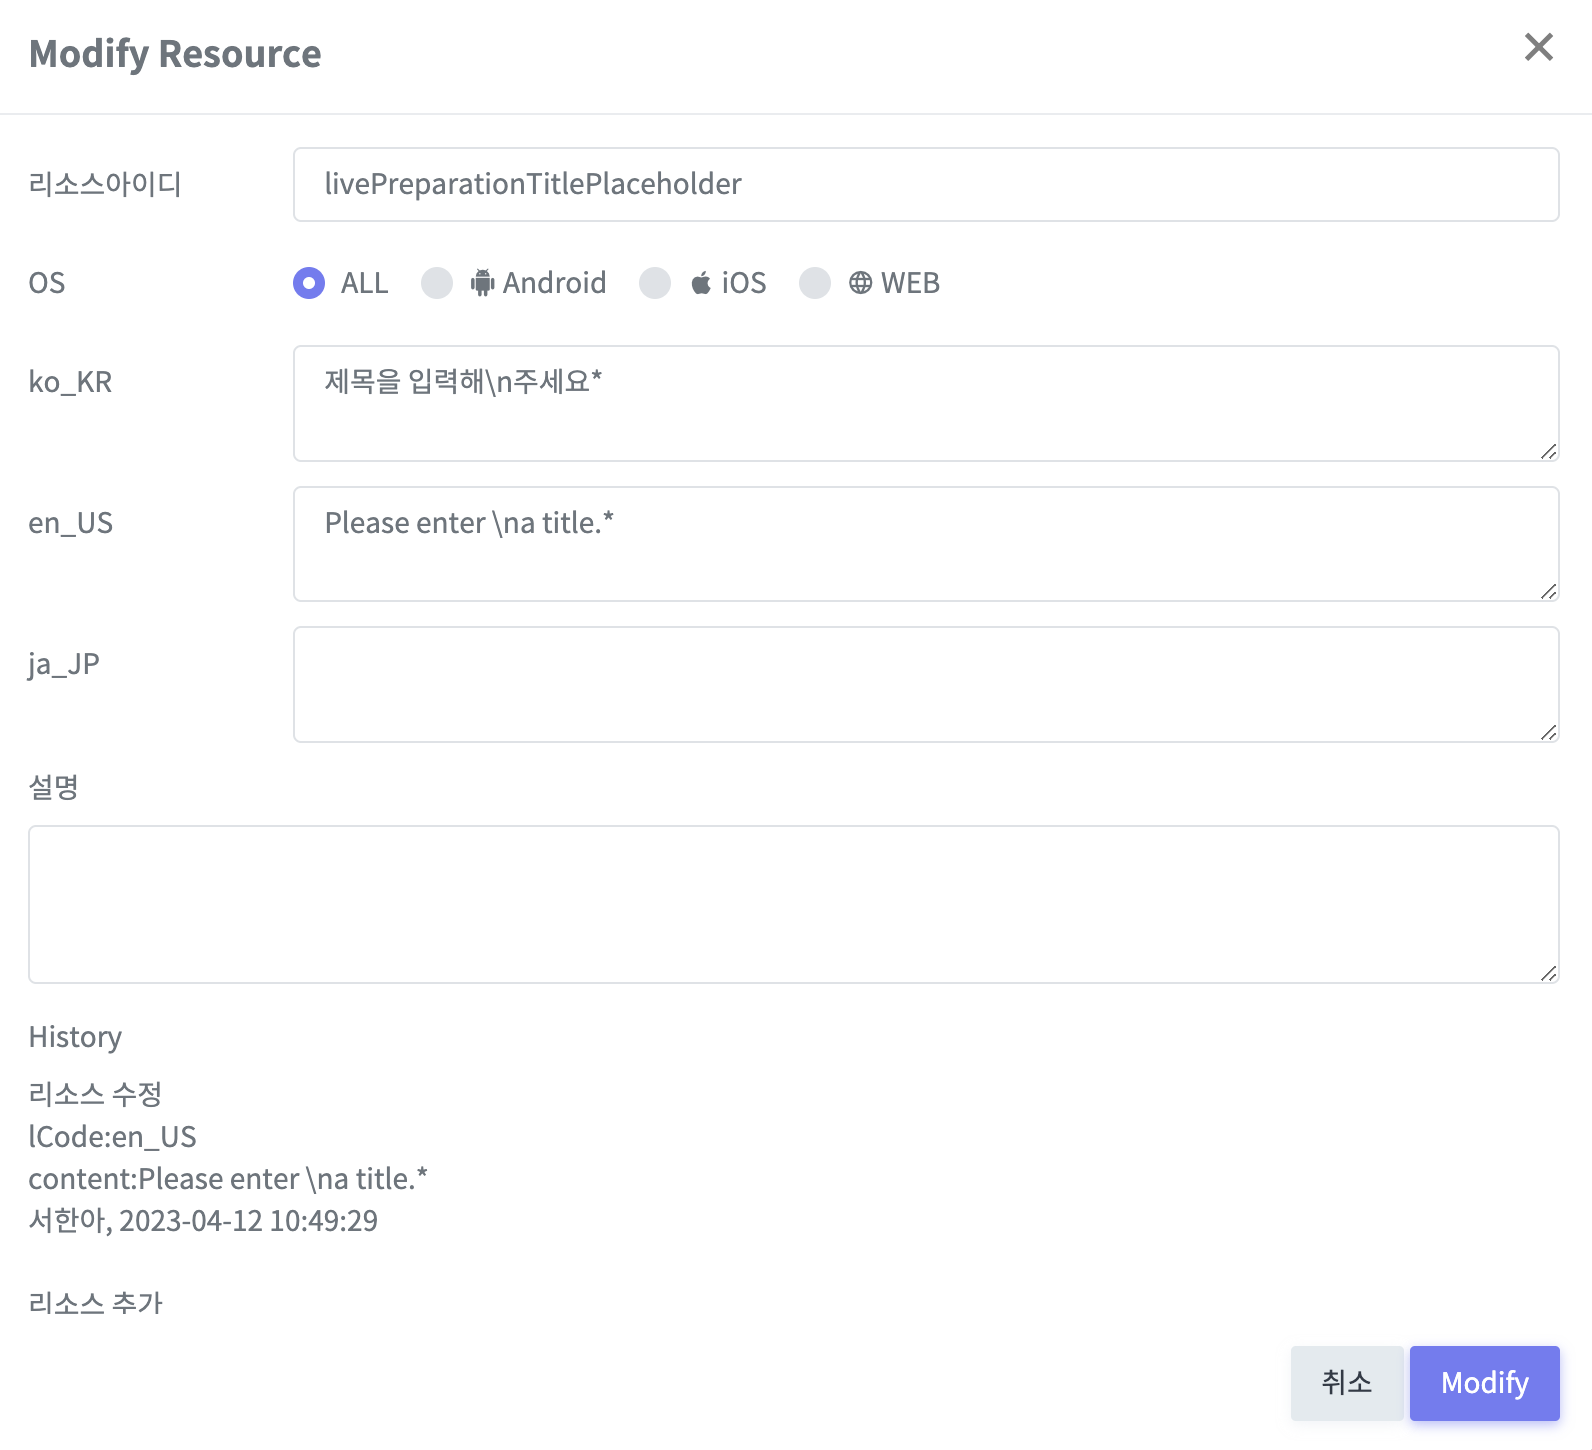 Modify Resource
리소스아이디
livePreparationTitlePlaceholder
OS
ALL Android iOS WEB
ko_KR
제목을 입력해\n주세요*
en_US
Please enter \na title.*
ja_JP
설명
History
리소스 수정
lCode:en_US
content:Please enter \na title.*
서한아, 2023-04-12 10:49:29
리소스 추가
취소
Modify